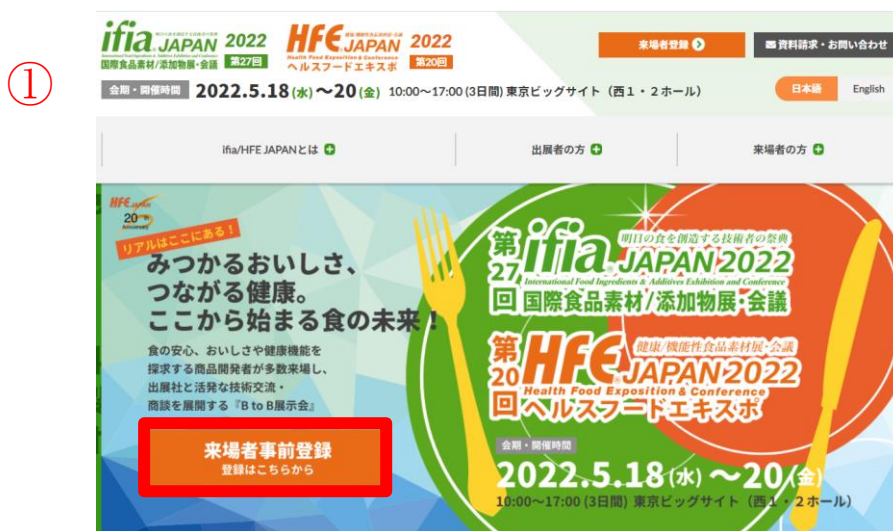 ①
ifia JAPAN 2022
International Food Ingredients & Additives Exhibition and Conference
国際食品素材/添加物展・会議 第27回
HFE JAPAN 2022
健康/機能性食品素材展・会議
Health Food Exposition & Conference
ヘルスフードエキスポ 第20回
来場者登録
資料請求・お問い合わせ
会期・開催時間 2022.5.18(水)～20(金) 10:00～17:00(3日間) 東京ビッグサイト（西1・2ホール）
日本語 English
ifia/HFE JAPANとは
出展者の方
来場者の方
HFE JAPAN
20th
Anniversary
リアルはここにある！
みつかるおいしさ、
つながる健康。
ここから始まる食の未来！
食の安心、おいしさや健康機能を
探求する商品開発者が多数来場し、
出展社と活発な技術交流・
商談を展開する『B to B展示会』
来場者事前登録
登録はこちらから
第27回
明日の食を創造する技術者の祭典
ifia JAPAN 2022
International Food Ingredients & Additives Exhibition and Conference
国際食品素材/添加物展・会議
第20回
健康/機能性食品素材展・会議
HFE JAPAN 2022
Health Food Exposition & Conference
ヘルスフードエキスポ
会期・開催時間
2022.5.18(水)～20(金)
10:00～17:00 (3日間) 東京ビッグサイト（西1・2ホール）